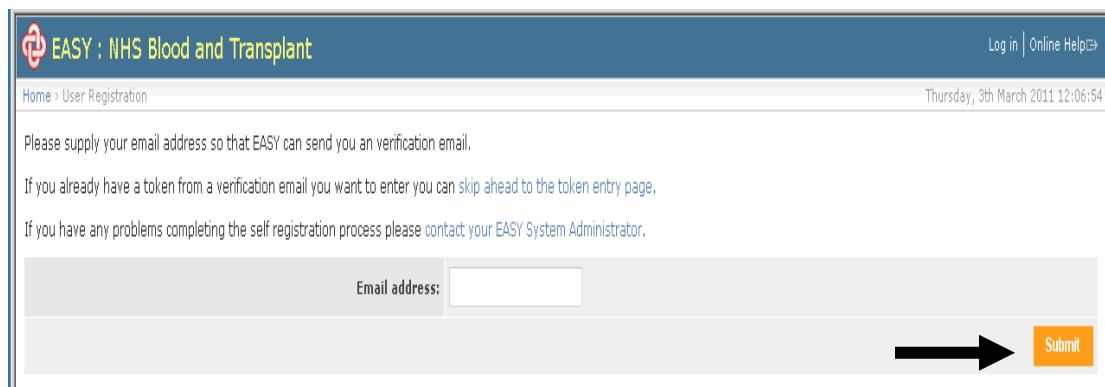 EASY : NHS Blood and Transplant
Log in | Online Help
Home › User Registration
Thursday, 3th March 2011 12:06:54
Please supply your email address so that EASY can send you an verification email.
If you already have a token from a verification email you want to enter you can skip ahead to the token entry page.
If you have any problems completing the self registration process please contact your EASY System Administrator.
Email address:
Submit